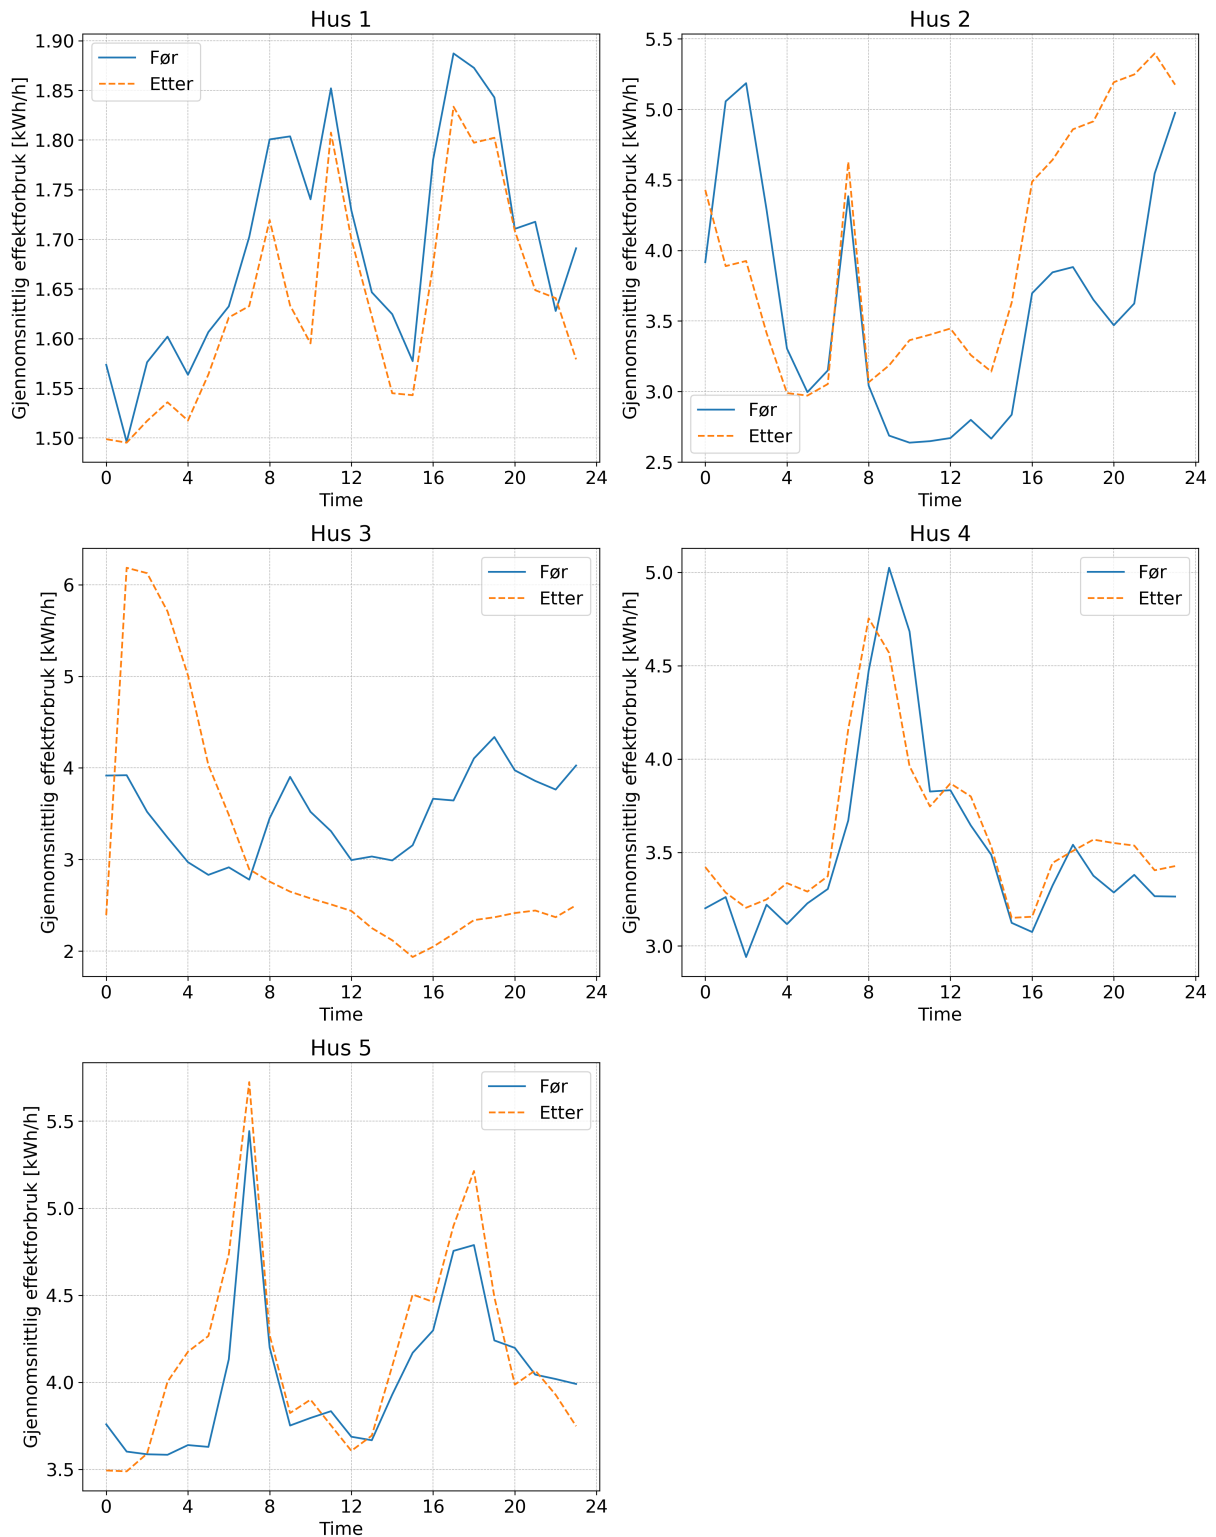 Hus 1
Gjennomsnittlig effektforbruk [kWh/h]
1.90
1.85
1.80
1.75
1.70
1.65
1.60
1.55
1.50
Før
Etter
0 4 8 12 16 20 24
Time
Hus 2
Gjennomsnittlig effektforbruk [kWh/h]
5.5
5.0
4.5
4.0
3.5
3.0
2.5
Før
Etter
0 4 8 12 16 20 24
Time
Hus 3
Gjennomsnittlig effektforbruk [kWh/h]
6
5
4
3
2
Før
Etter
0 4 8 12 16 20 24
Time
Hus 4
Gjennomsnittlig effektforbruk [kWh/h]
5.0
4.5
4.0
3.5
3.0
Før
Etter
0 4 8 12 16 20 24
Time
Hus 5
Gjennomsnittlig effektforbruk [kWh/h]
5.5
5.0
4.5
4.0
3.5
Før
Etter
0 4 8 12 16 20 24
Time